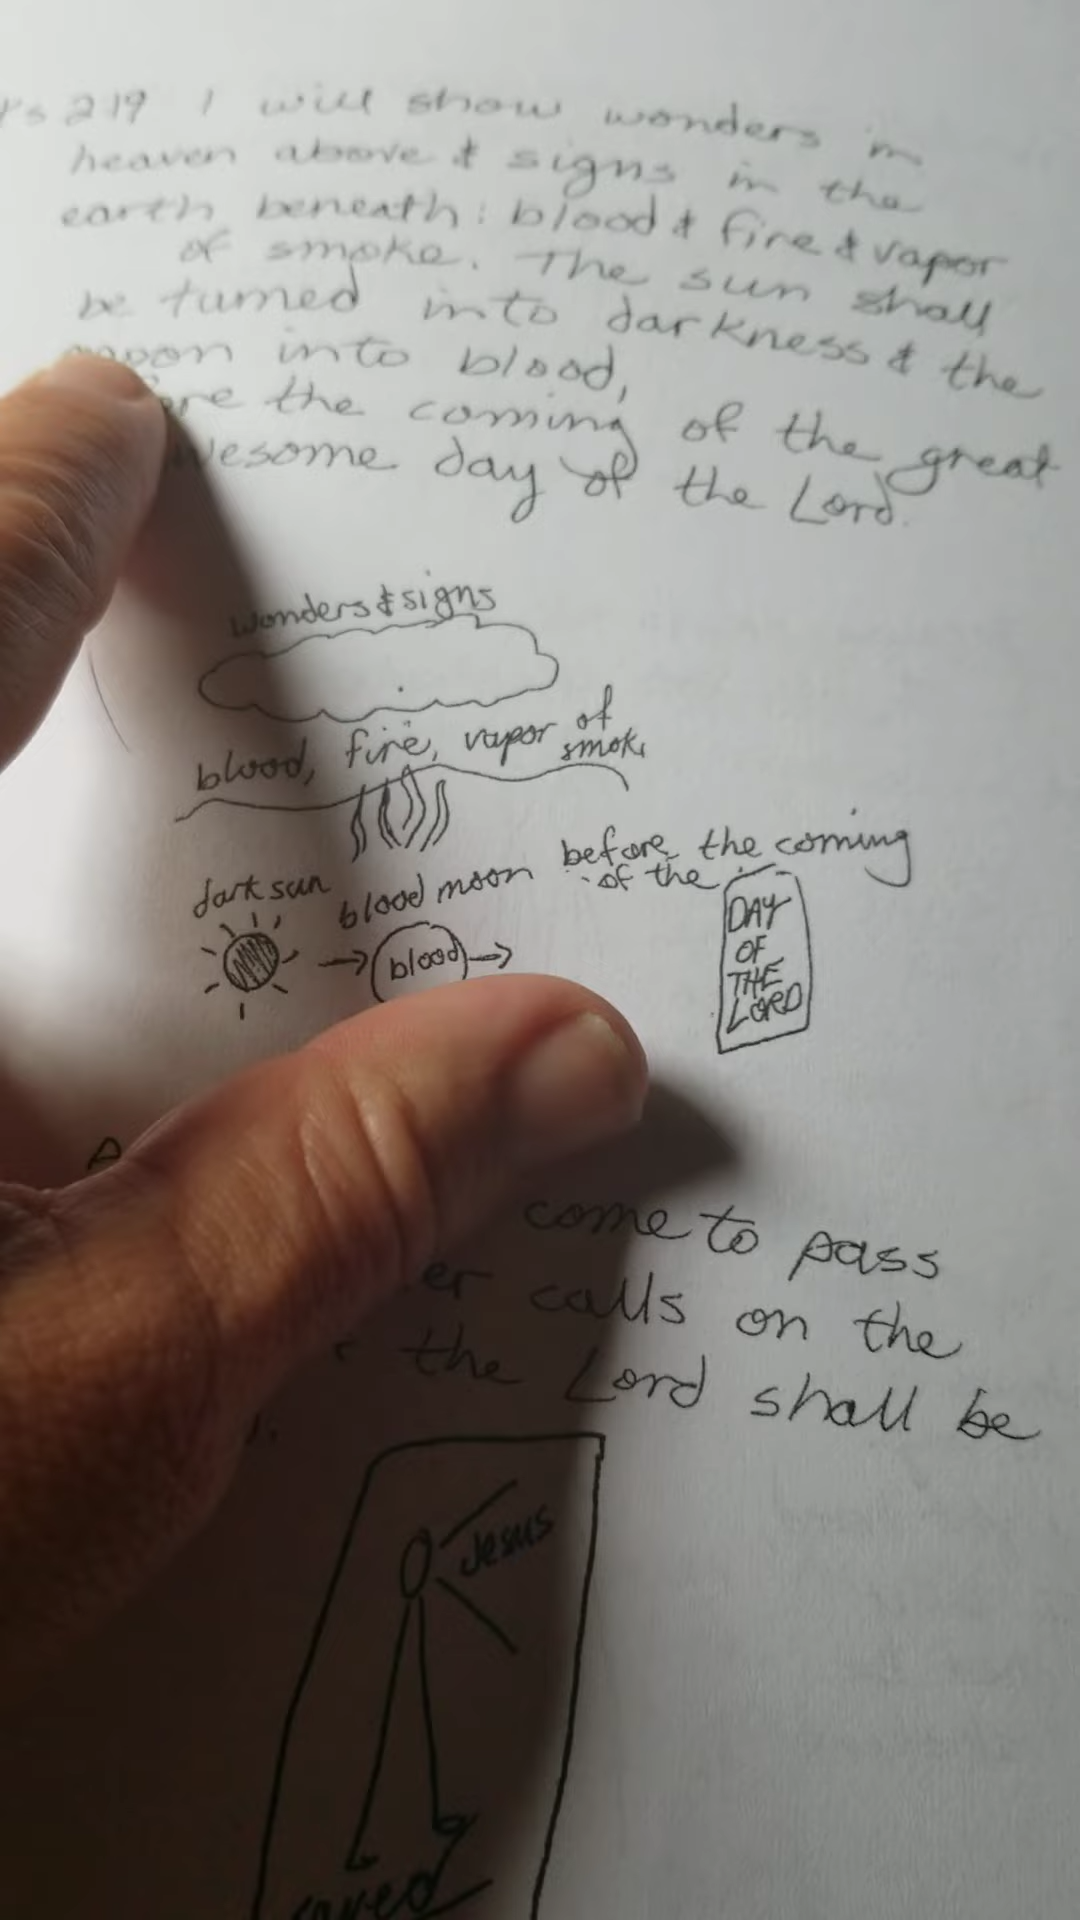 2:19 I will show wonders in
heaven above & signs in the
earth beneath: blood & fire & vapor
of smoke. The sun shall
be turned into darkness & the
moon into blood,
the coming of the great
day of the Lord.
wonders & signs
blood, fire, vapor of
smoke
dark sun
blood moon
before the coming
of the
blood
DAY
OF
THE
LORD
come to pass
er calls on the
the Lord shall be
Jesus
saved